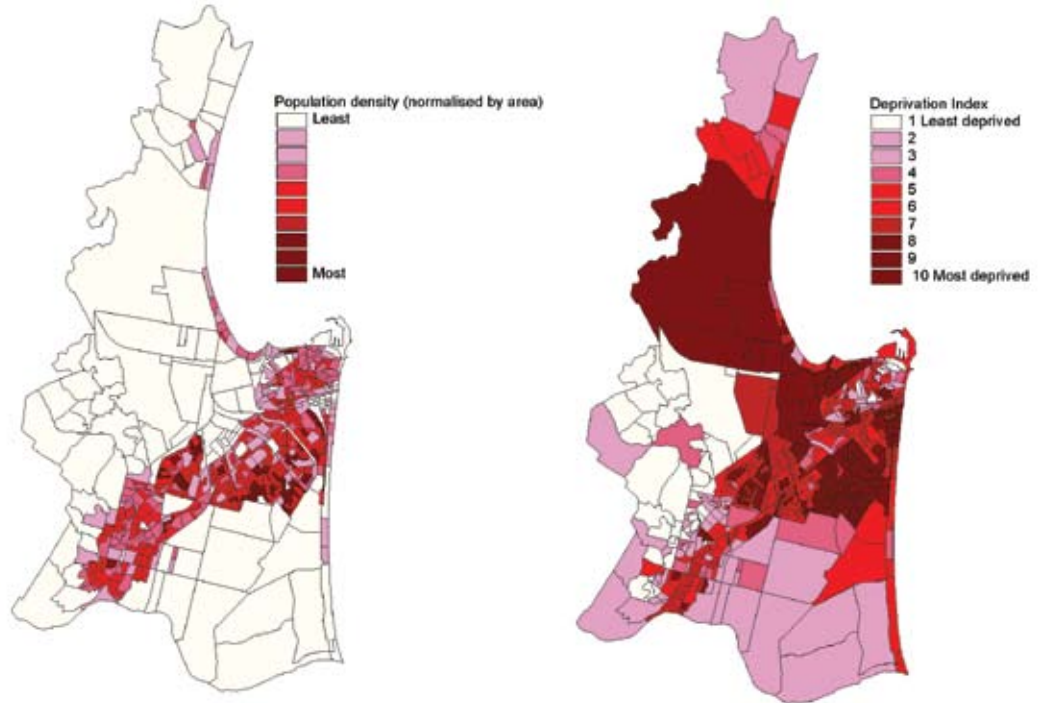 Population density (normalised by area)
Least
Most
Deprivation Index
1 Least deprived
2
3
4
5
6
7
8
9
10 Most deprived